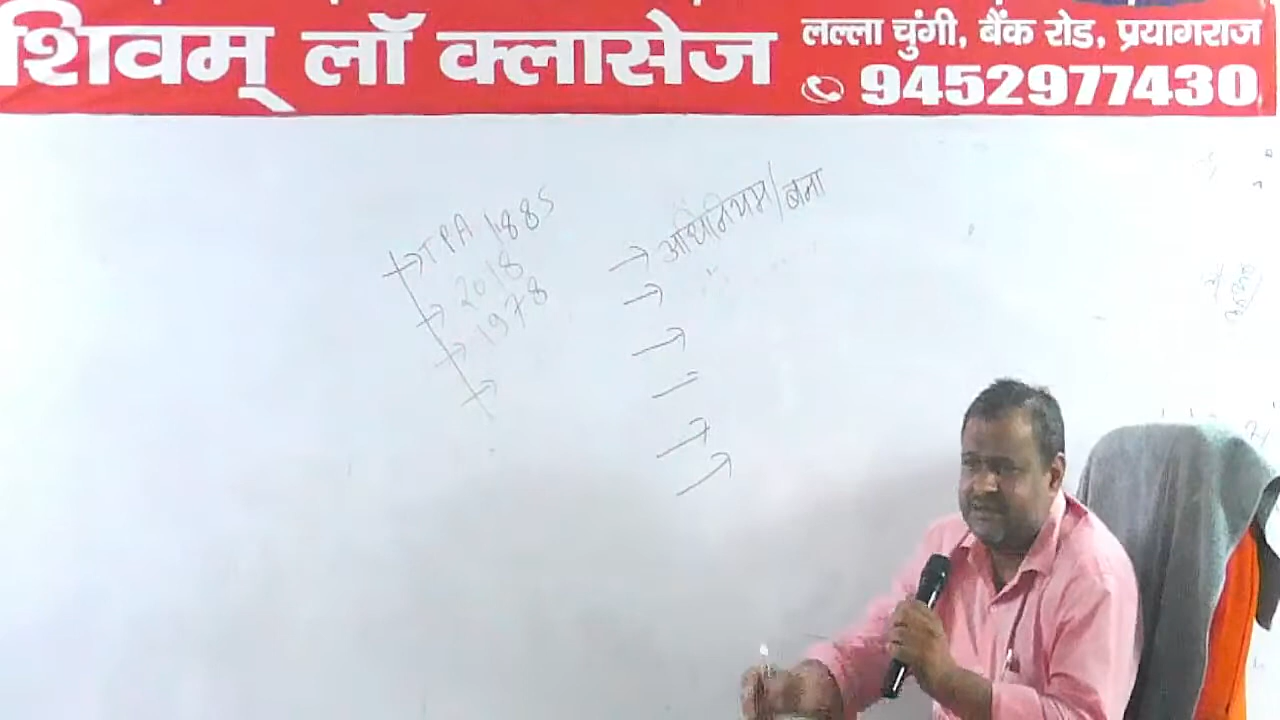 शिवम् लॉ क्लासेज
लल्ला चुंगी, बैंक रोड, प्रयागराज
9452977430
TPA 1885
2018
1978
अधिनियम/बना